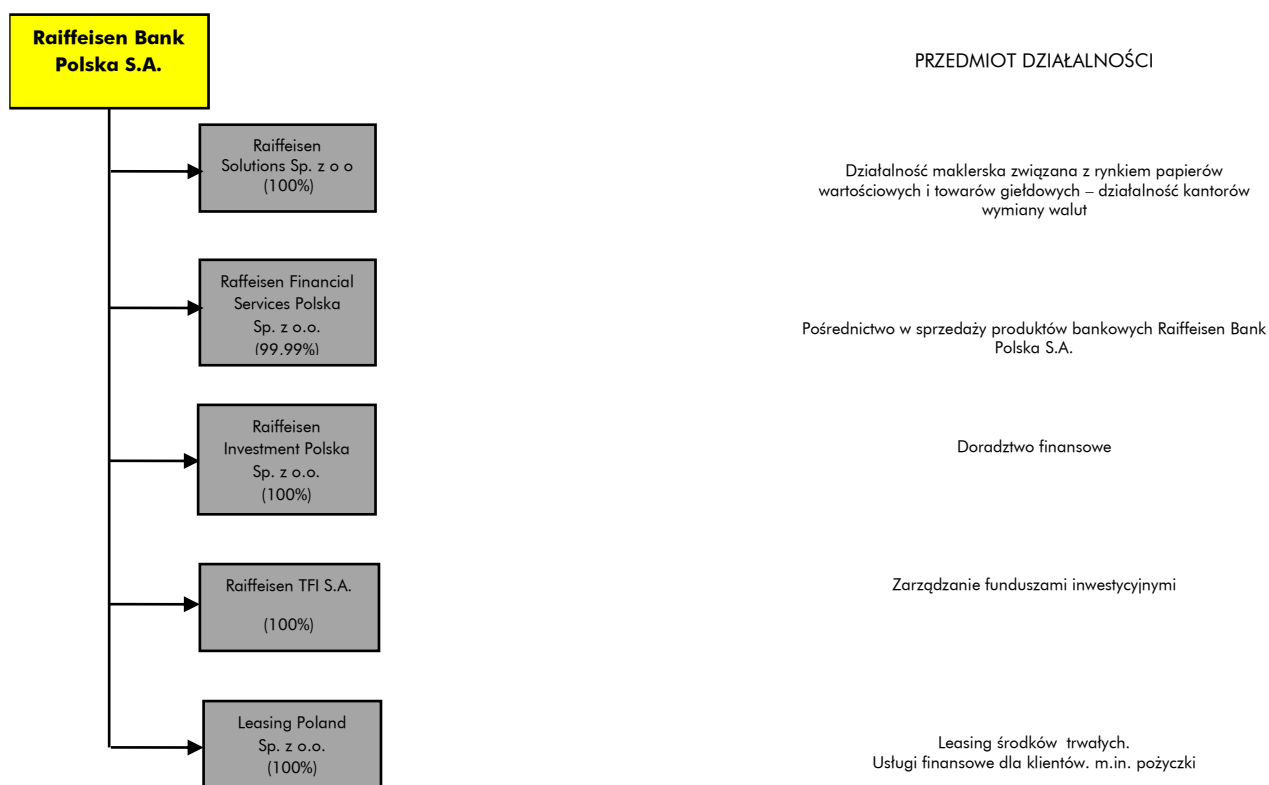 Raiffeisen Bank
Polska S.A.
PRZEDMIOT DZIAŁALNOŚCI
Raiffeisen
Solutions Sp. z o o
(100%)
Działalność maklerska związana z rynkiem papierów
wartościowych i towarów giełdowych – działalność kantorów
wymiany walut
Raffeisen Financial
Services Polska
Sp. z o.o.
(99.99%)
Pośrednictwo w sprzedaży produktów bankowych Raiffeisen Bank
Polska S.A.
Raiffeisen
Investment Polska
Sp. z o.o.
(100%)
Doradztwo finansowe
Raiffeisen TFI S.A.
(100%)
Zarządzanie funduszami inwestycyjnymi
Leasing Poland
Sp. z o.o.
(100%)
Leasing środków trwałych.
Usługi finansowe dla klientów. m.in. pożyczki